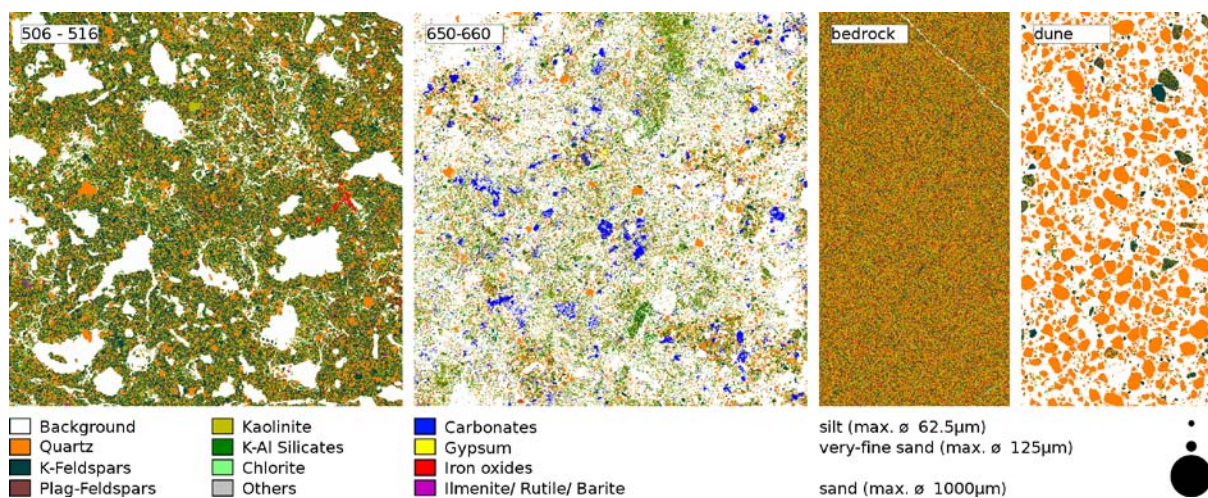 506 - 516
650-660
bedrock
dune
Background
Quartz
K-Feldspars
Plag-Feldspars
Kaolinite
K-Al Silicates
Chlorite
Others
Carbonates
Gypsum
Iron oxides
Ilmenite/ Rutile/ Barite
silt (max. ø 62.5µm)
very-fine sand (max. ø 125µm)
sand (max. ø 1000µm)